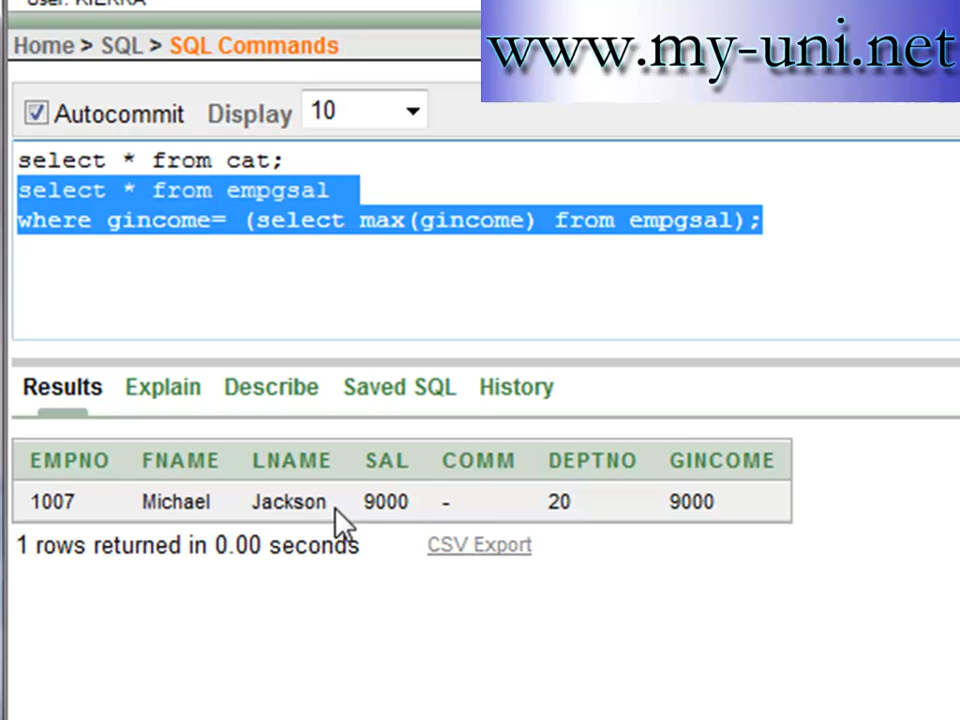 User: KIERRA
www.my-uni.net
Home > SQL > SQL Commands
Autocommit Display 10
select * from cat;
select * from empgsal
where gincome= (select max(gincome) from empgsal);
Results Explain Describe Saved SQL History
EMPNO FNAME LNAME SAL COMM DEPTNO GINCOME
1007 Michael Jackson 9000 - 20 9000
1 rows returned in 0.00 seconds CSV Export